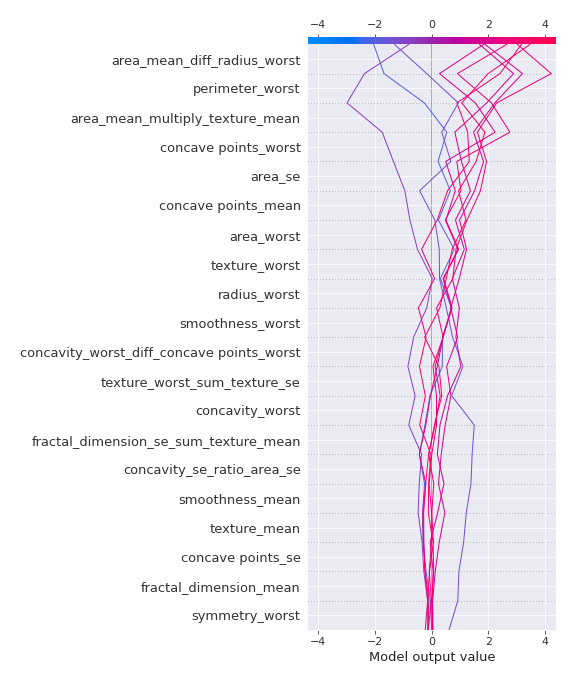 −4 −2 0 2 4
area_mean_diff_radius_worst
perimeter_worst
area_mean_multiply_texture_mean
concave points_worst
area_se
concave points_mean
area_worst
texture_worst
radius_worst
smoothness_worst
concavity_worst_diff_concave points_worst
texture_worst_sum_texture_se
concavity_worst
fractal_dimension_se_sum_texture_mean
concavity_se_ratio_area_se
smoothness_mean
texture_mean
concave points_se
fractal_dimension_mean
symmetry_worst
−4 −2 0 2 4
Model output value